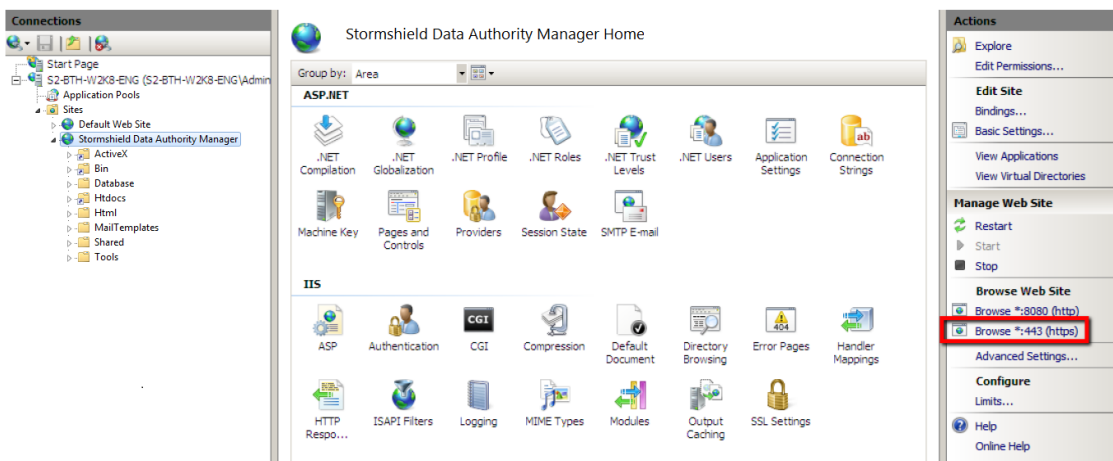 Connections
Start Page
S2-BTH-W2K8-ENG (S2-BTH-W2K8-ENG\Admin
Application Pools
Sites
Default Web Site
Stormshield Data Authority Manager
ActiveX
Bin
Database
Htdocs
Html
MailTemplates
Shared
Tools
Stormshield Data Authority Manager Home
Group by: Area
ASP.NET
.NET Compilation
.NET Globalization
.NET Profile
.NET Roles
.NET Trust Levels
.NET Users
Application Settings
Connection Strings
ab
Machine Key
Pages and Controls
Providers
Session State
SMTP E-mail
IIS
ASP
Authentication
CGI
CGI
Compression
Default Document
Directory Browsing
404
Error Pages
Handler Mappings
HTTP Respo...
ISAPI Filters
Logging
MIME Types
Modules
Output Caching
SSL Settings
Actions
Explore
Edit Permissions...
Edit Site
Bindings...
Basic Settings...
View Applications
View Virtual Directories
Manage Web Site
Restart
Start
Stop
Browse Web Site
Browse *:8080 (http)
Browse *:443 (https)
Advanced Settings...
Configure
Limits...
Help
Online Help